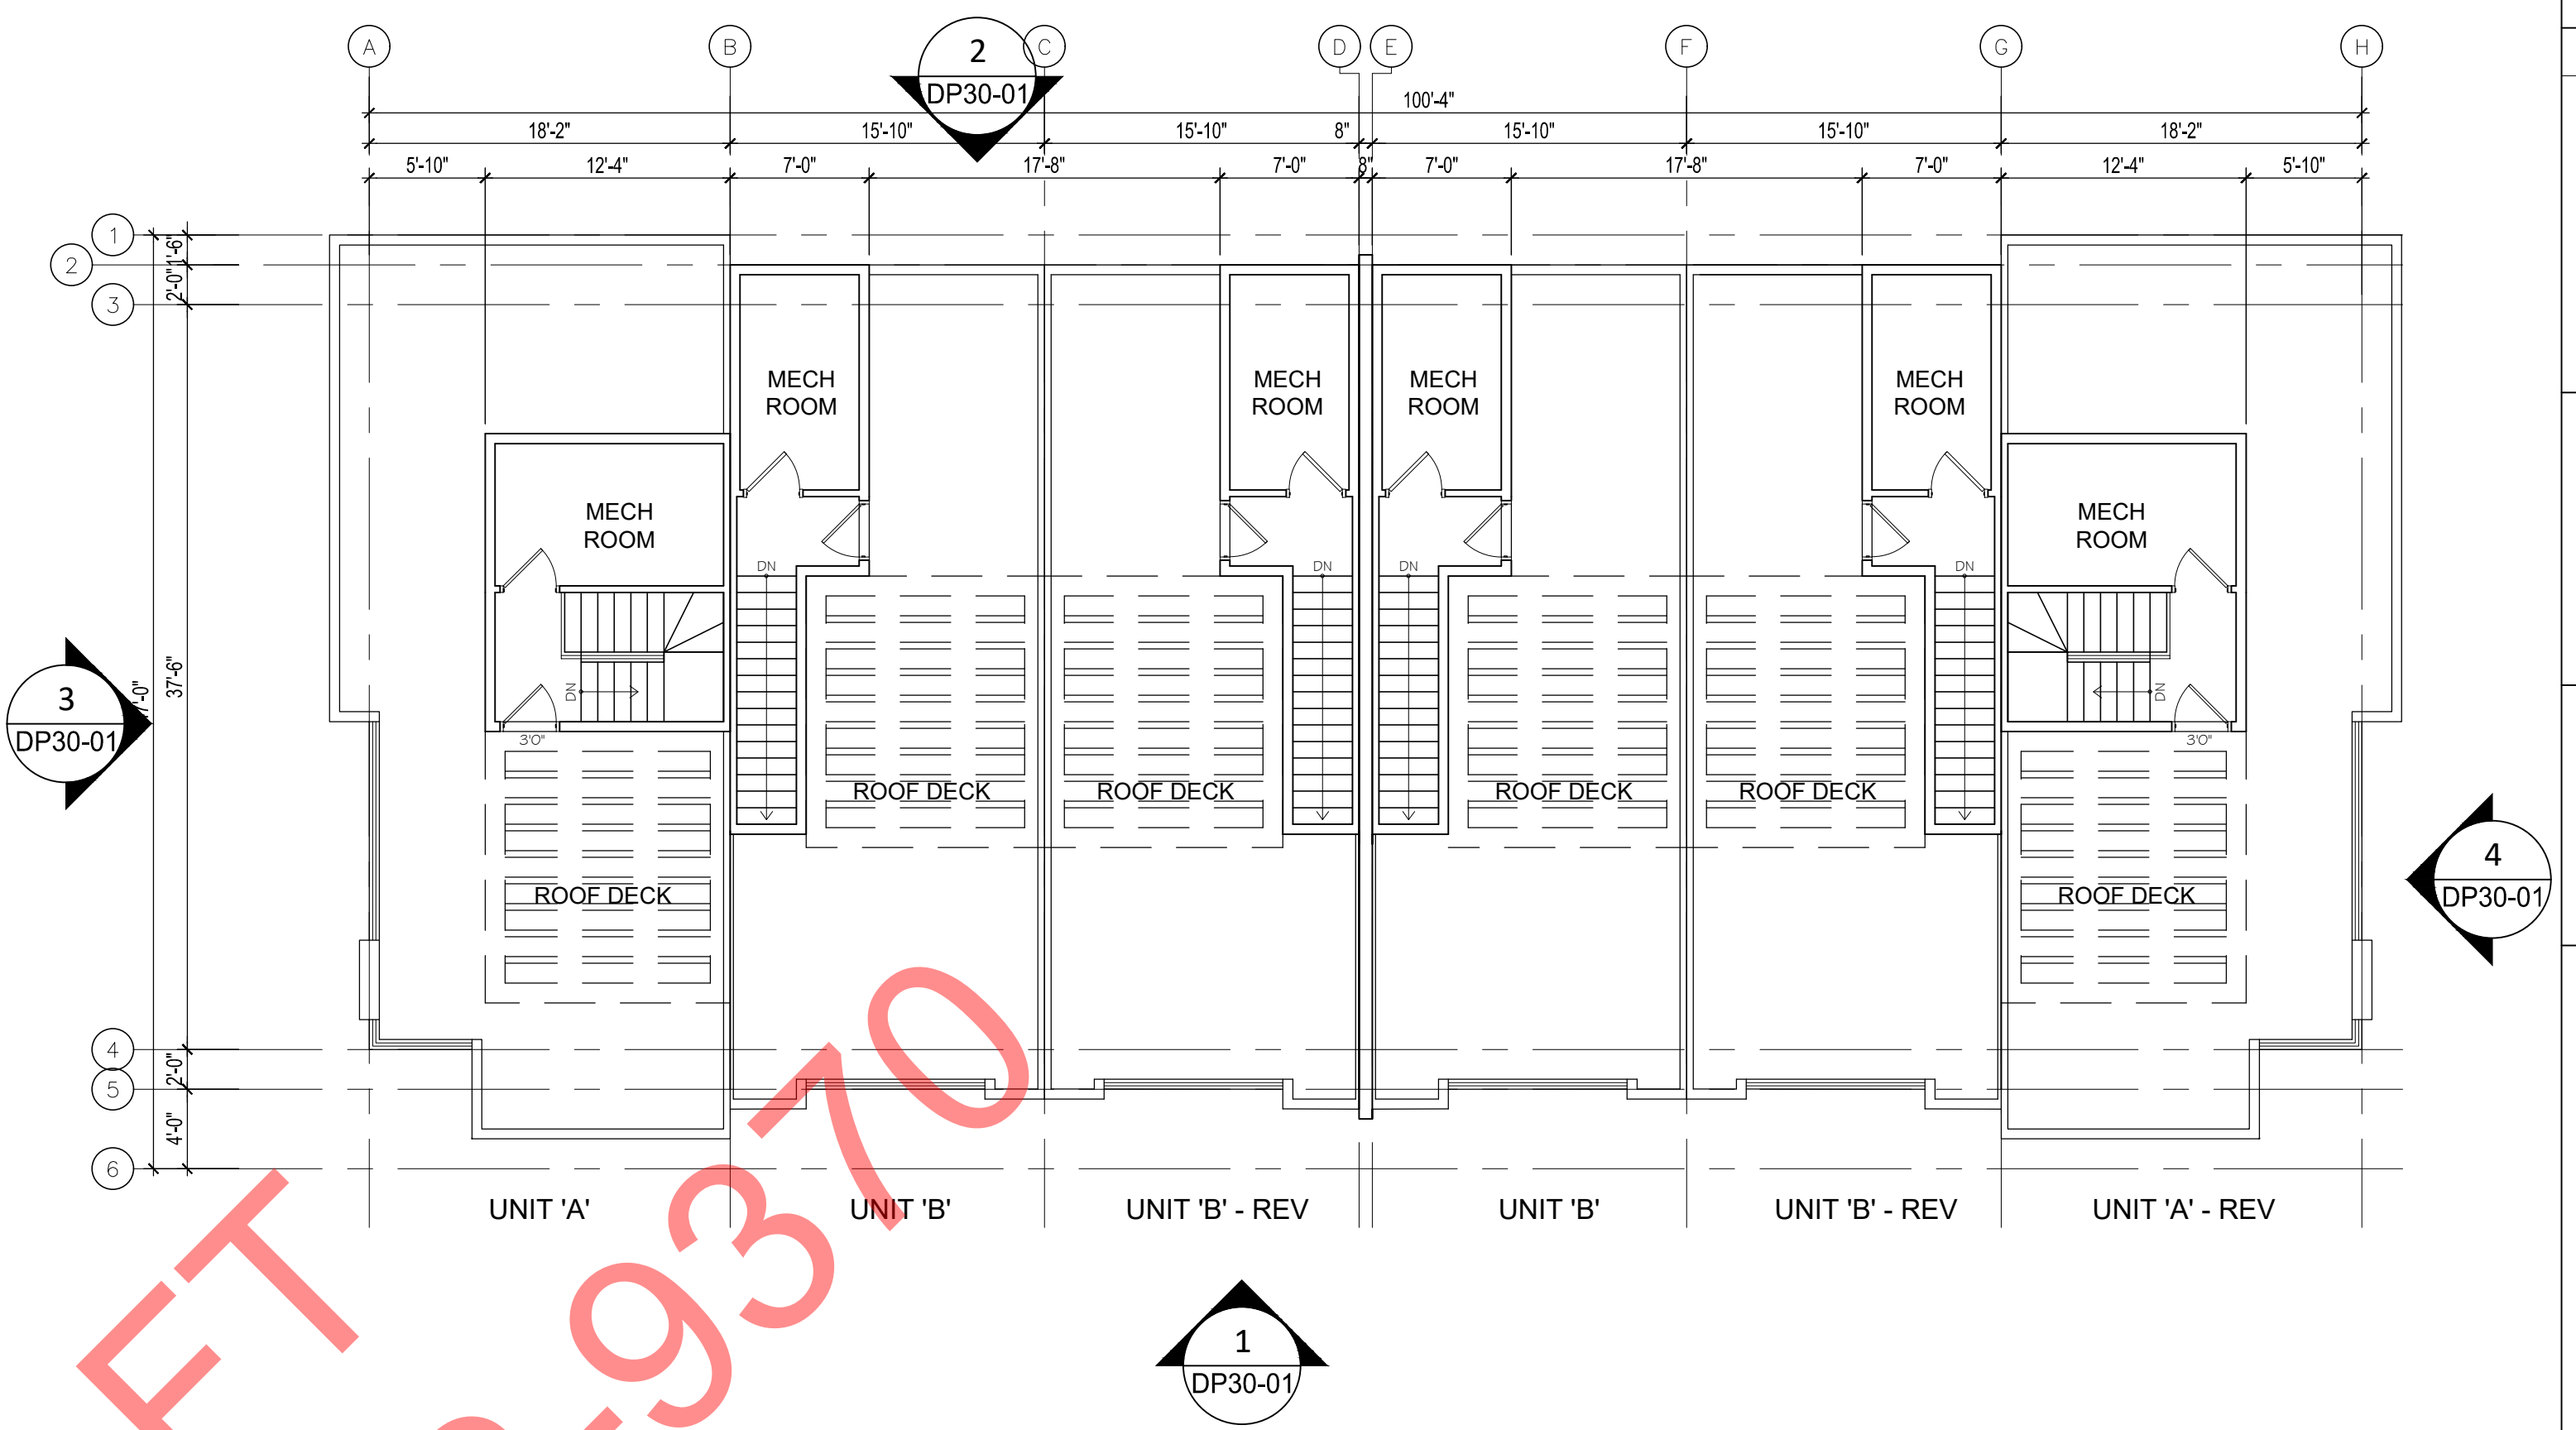 A B C D E F G H
2
DP30-01
100'-4"
18'-2" 15'-10" 15'-10" 8" 15'-10" 15'-10" 18'-2"
5'-10" 12'-4" 7'-0" 17'-8" 7'-0" 8" 7'-0" 17'-8" 7'-0" 12'-4" 5'-10"
1
2
3
1'-6"
2'-0"
37'-6"
2'-0"
4'-0"
MECH
ROOM
MECH
ROOM
MECH
ROOM
MECH
ROOM
MECH
ROOM
MECH
ROOM
DN
DN
DN
DN
DN
DN
3'0"
3'0"
3
DP30-01
ROOF DECK
ROOF DECK
ROOF DECK
ROOF DECK
ROOF DECK
ROOF DECK
4
DP30-01
4
5
6
UNIT 'A'
UNIT 'B'
UNIT 'B' - REV
UNIT 'B'
UNIT 'B' - REV
UNIT 'A' - REV
1
DP30-01